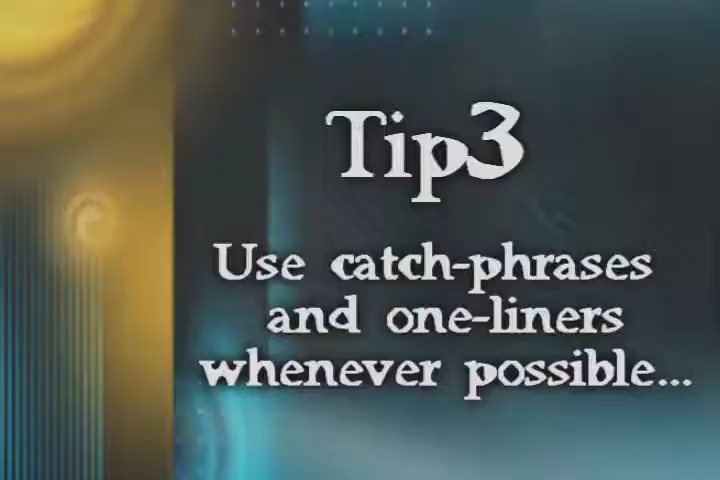 Tip3
Use catch-phrases
and one-liners
whenever possible...